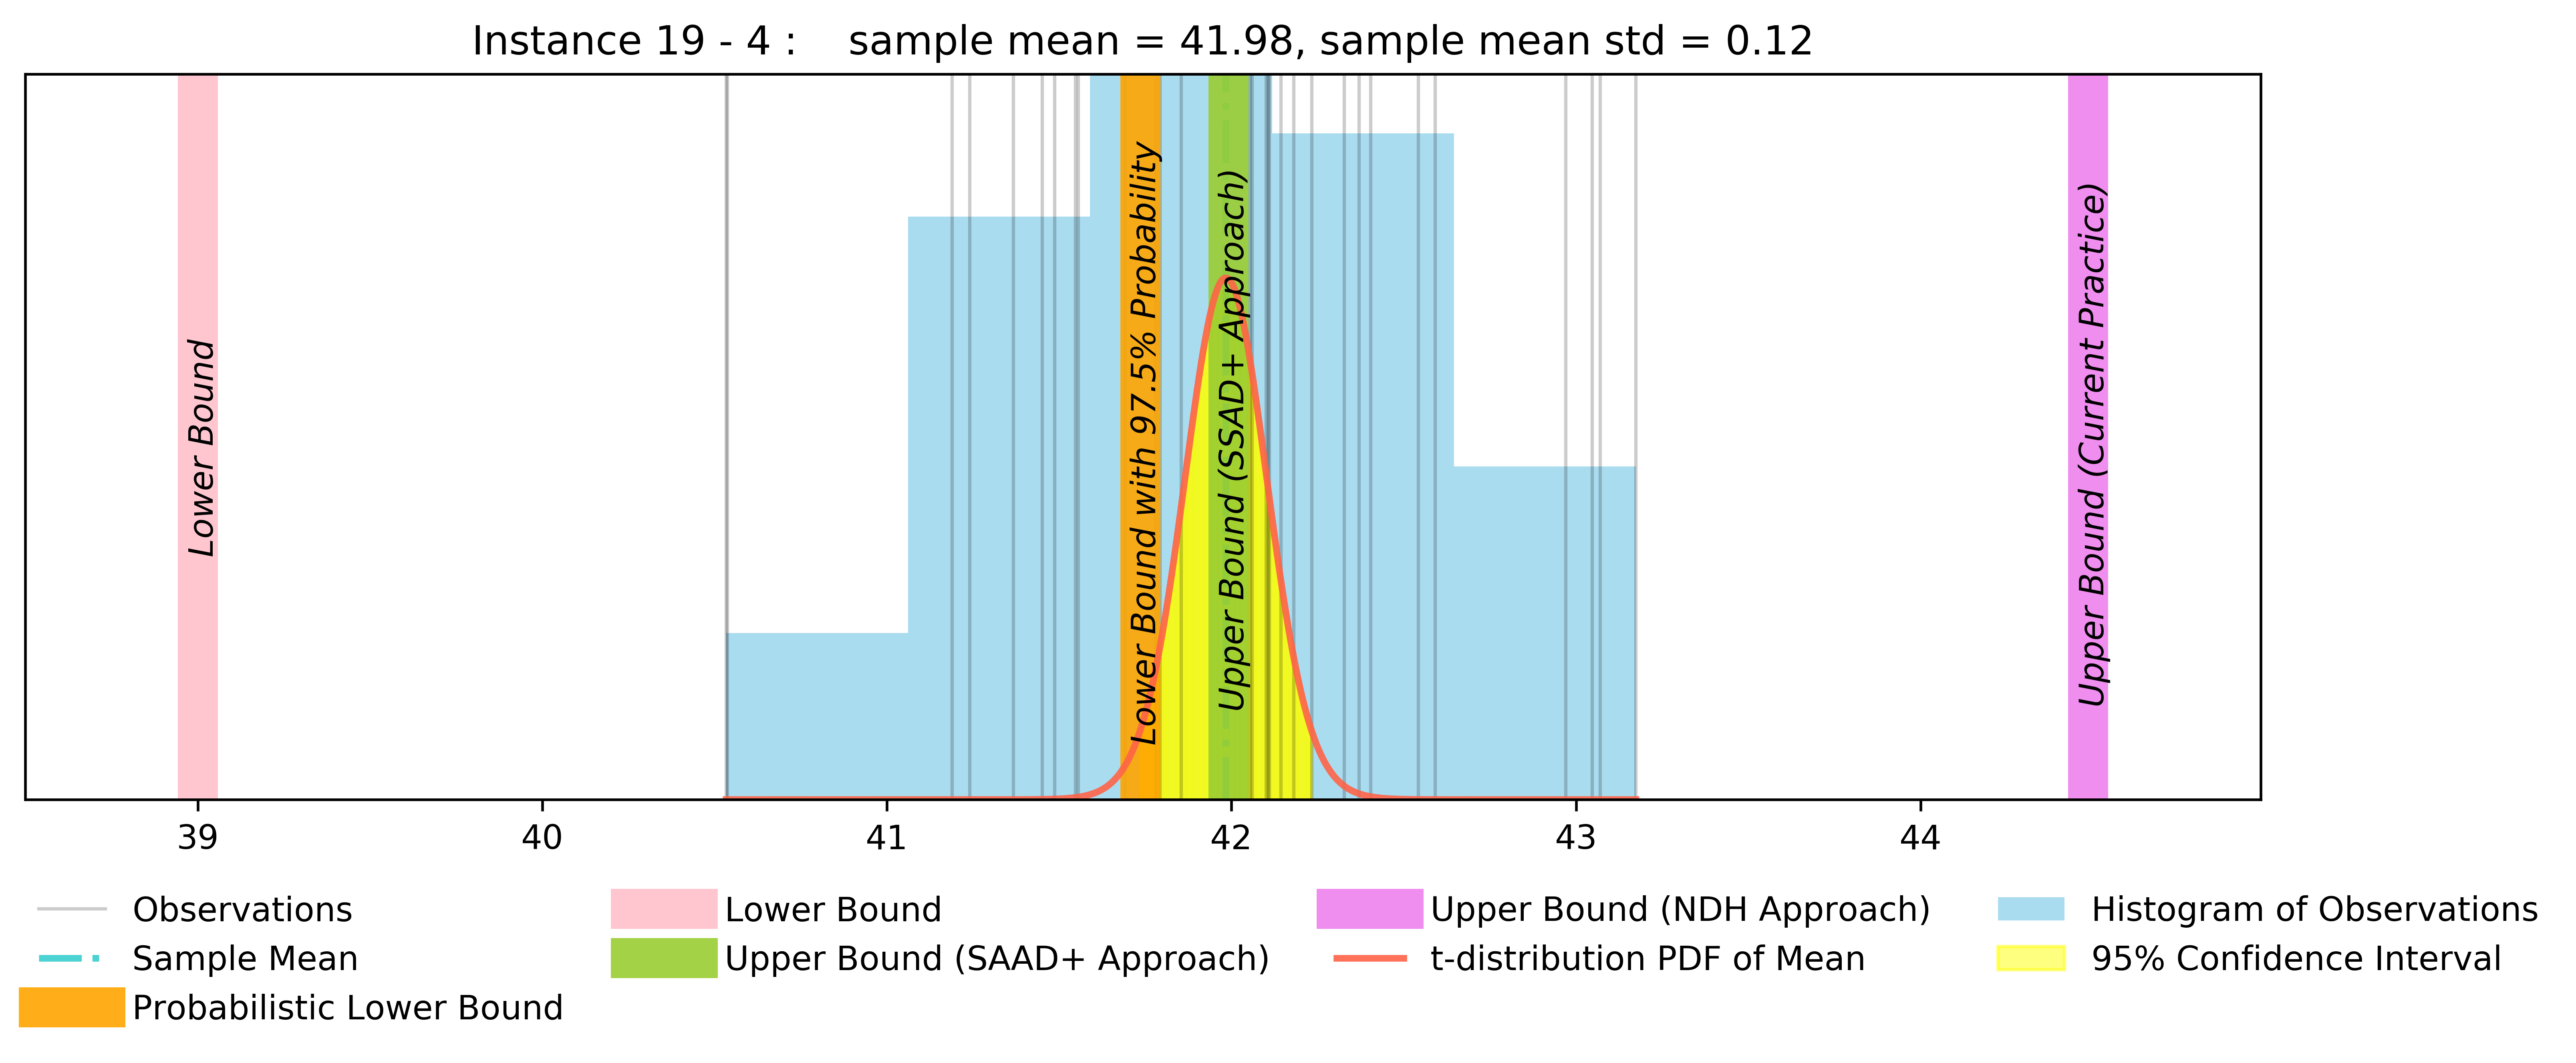 Instance 19 - 4 :    sample mean = 41.98, sample mean std = 0.12
Lower Bound
Lower Bound with 97.5% Probability
Upper Bound (SSAD+ Approach)
Upper Bound (Current Practice)
39
40
41
42
43
44
Observations
Sample Mean
Probabilistic Lower Bound
Lower Bound
Upper Bound (SAAD+ Approach)
Upper Bound (NDH Approach)
t-distribution PDF of Mean
Histogram of Observations
95% Confidence Interval